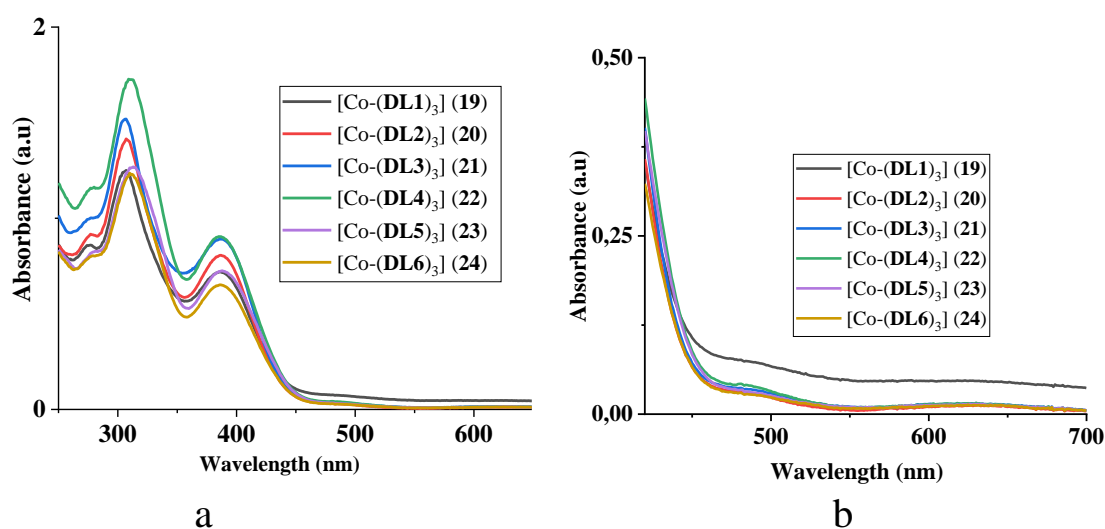 2
1
0
300
400
500
600
Absorbance (a.u)
Wavelength (nm)
[Co-(DL1)3] (19)
[Co-(DL2)3] (20)
[Co-(DL3)3] (21)
[Co-(DL4)3] (22)
[Co-(DL5)3] (23)
[Co-(DL6)3] (24)
a
0,50
0,25
0,00
500
600
700
Absorbance (a.u)
Wavelength (nm)
[Co-(DL1)3] (19)
[Co-(DL2)3] (20)
[Co-(DL3)3] (21)
[Co-(DL4)3] (22)
[Co-(DL5)3] (23)
[Co-(DL6)3] (24)
b